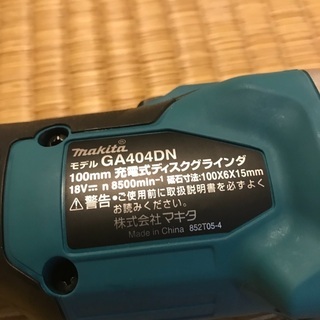 makita
モデル GA404DN
100mm 充電式ディスクグラインダ
18V⎓ n 8500min-¹ 砥石寸法:100X6X15mm
⚠警告 •ご使用前に取扱説明書を必ずよく
お読みください。
株式会社マキタ
Made in China 852T05-4